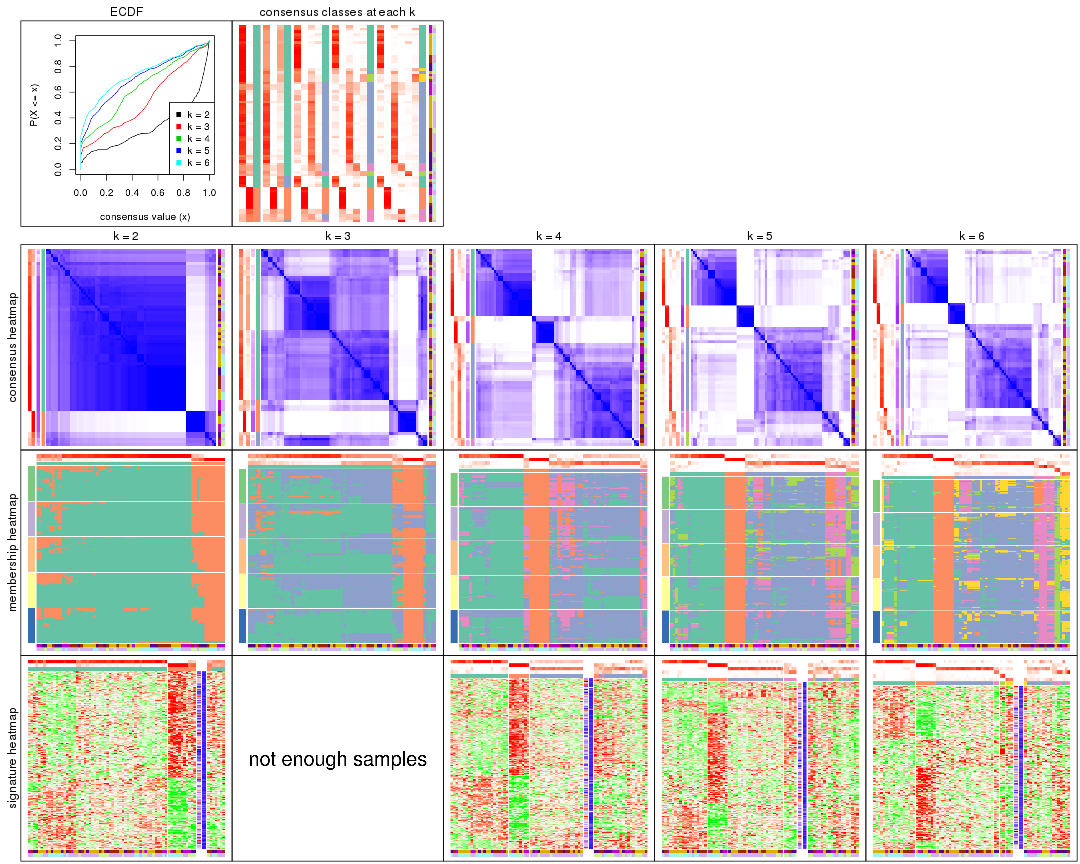 ECDF
consensus classes at each k
P(X <= x)
0.0
0.2
0.4
0.6
0.8
1.0
k = 2
k = 3
k = 4
k = 5
k = 6
0.0 0.2 0.4 0.6 0.8 1.0
consensus value (x)
k = 2
k = 3
k = 4
k = 5
k = 6
consensus heatmap
membership heatmap
signature heatmap
not enough samples